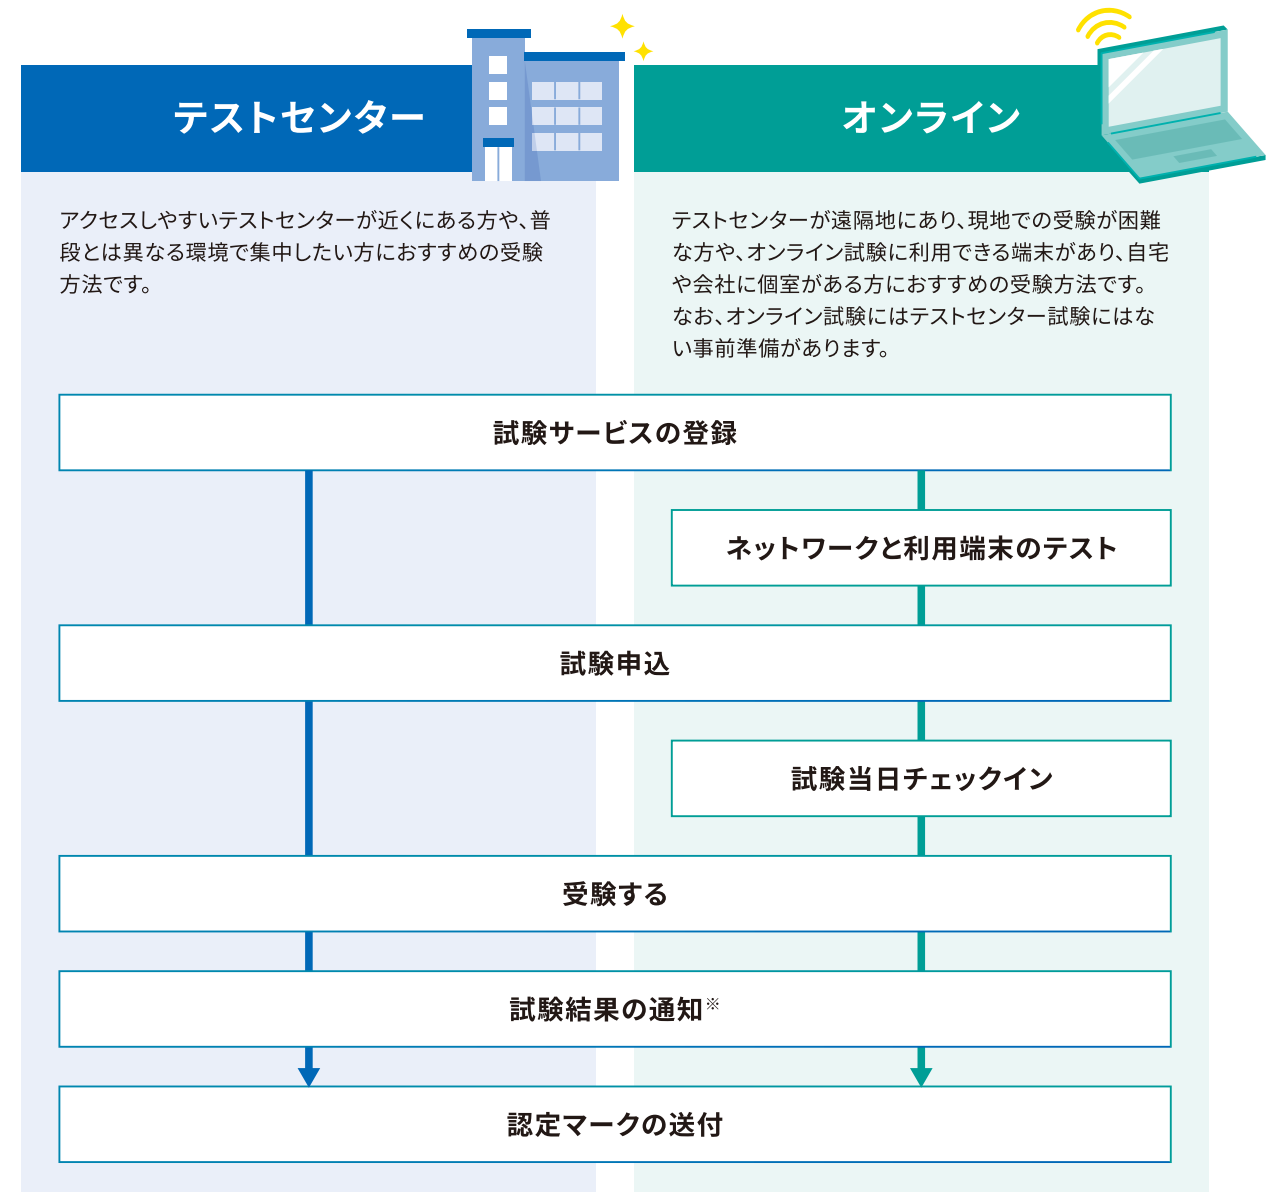 テストセンター
アクセスしやすいテストセンターが近くにある方や、普
段とは異なる環境で集中したい方におすすめの受験
方法です。
オンライン
テストセンターが遠隔地にあり、現地での受験が困難
な方や、オンライン試験に利用できる端末があり、自宅
や会社に個室がある方におすすめの受験方法です。
なお、オンライン試験にはテストセンター試験にはな
い事前準備があります。
試験サービスの登録
ネットワークと利用端末のテスト
試験申込
試験当日チェックイン
受験する
試験結果の通知※
認定マークの送付